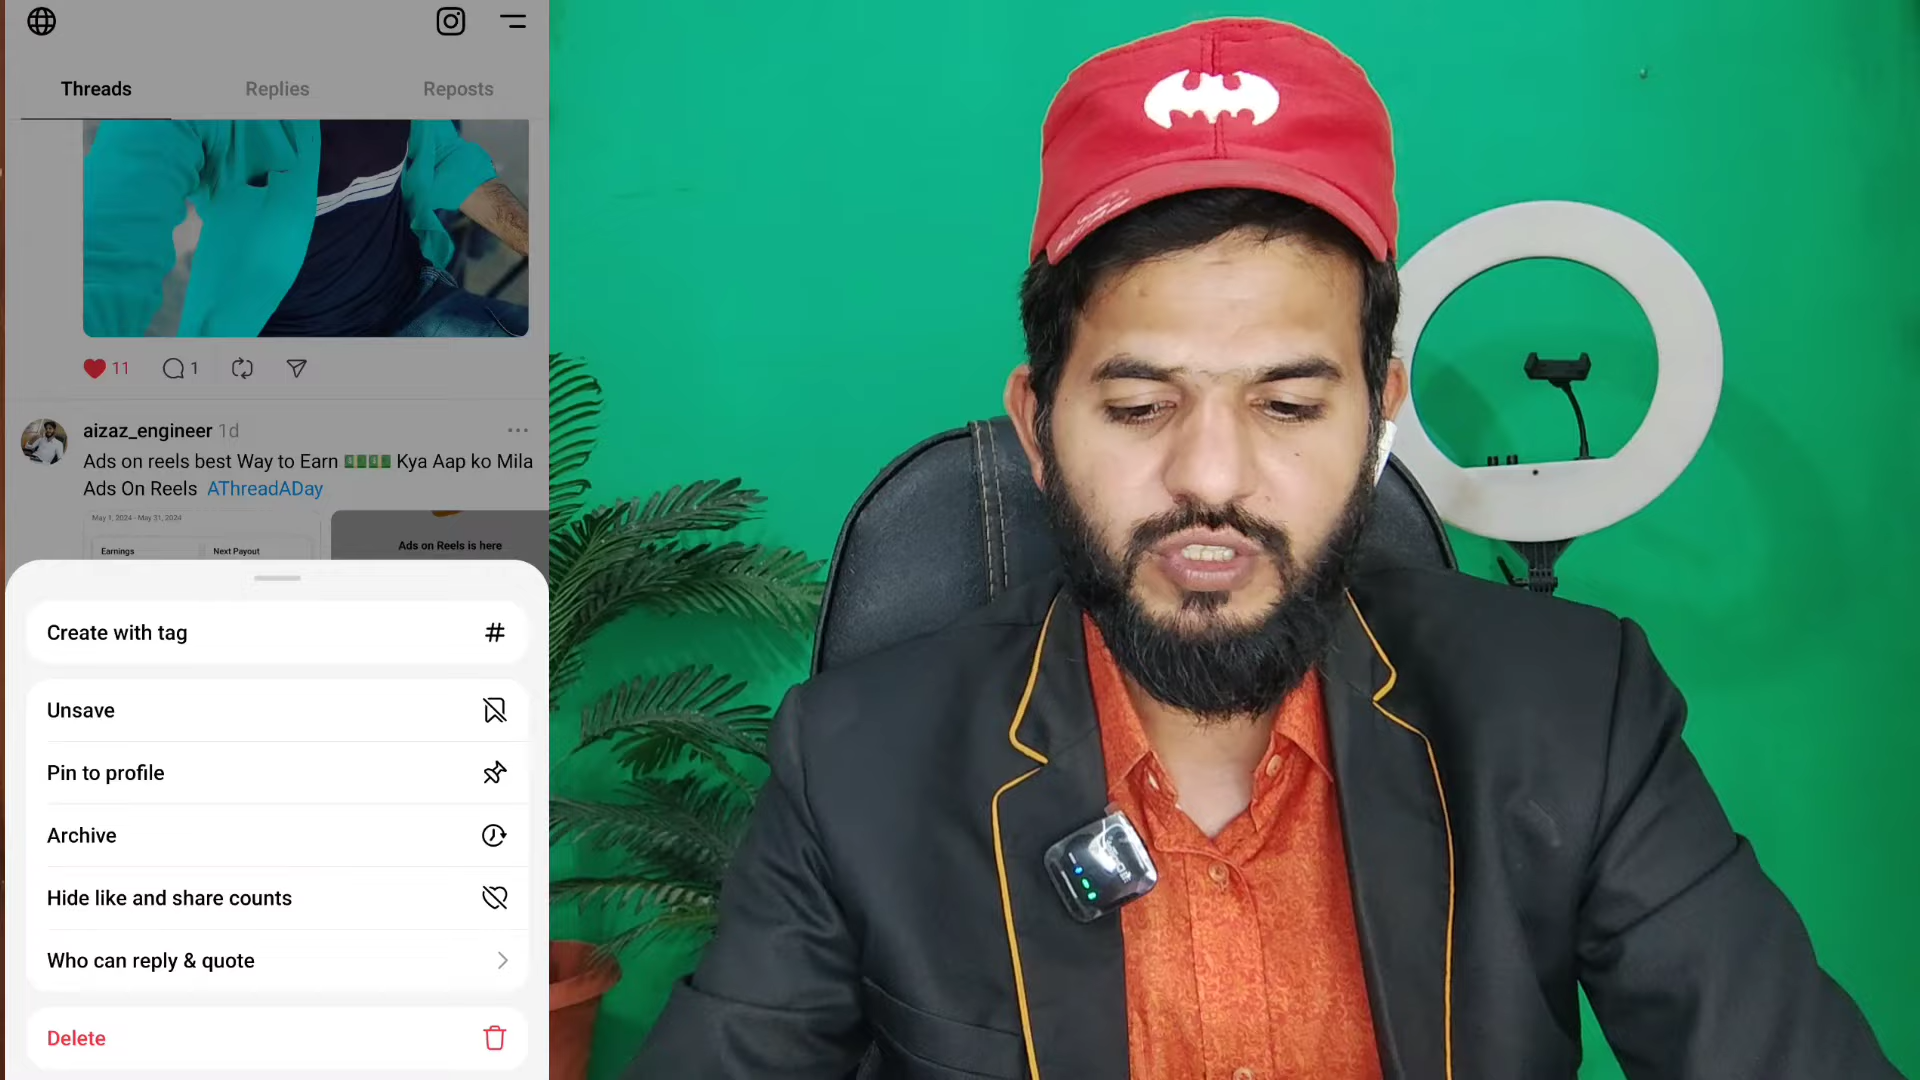 Threads
Replies
Reposts
11
1
aizaz_engineer 1d
Ads on reels best Way to Earn 💵💵💵 Kya Aap ko Mila
Ads On Reels AThreadADay
May 1, 2024 - May 31, 2024
Earnings
Next Payout
Ads on Reels is here
Create with tag
Unsave
Pin to profile
Archive
Hide like and share counts
Who can reply & quote
Delete